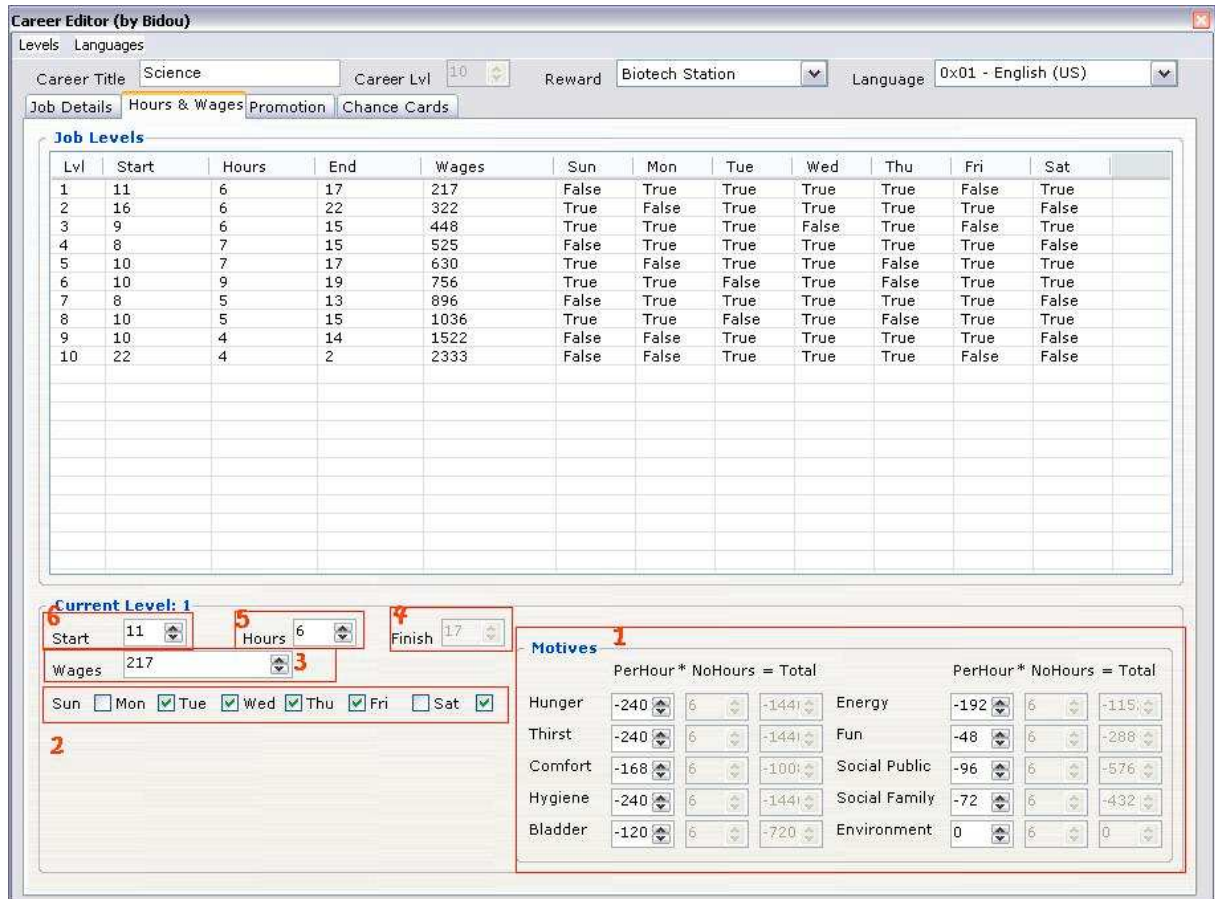 Career Editor (by Bidou)
Levels Languages
Career Title Science Career Lvl 10 Reward Biotech Station Language 0x01 - English (US)
Job Details Hours & Wages Promotion Chance Cards
Job Levels
Lvl Start Hours End Wages Sun Mon Tue Wed Thu Fri Sat
1 11 6 17 217 False True True True True False True
2 16 6 22 322 True False True True True True False
3 9 6 15 448 True True True False True False True
4 8 7 15 525 False True True True True True False
5 10 7 17 630 True False True True False True True
6 10 9 19 756 True True False True False True True
7 8 5 13 896 False True True True True True False
8 10 5 15 1036 True True False True False True True
9 10 4 14 1522 False False True True True True False
10 22 4 2 2333 False False True True True False False
Current Level: 1
6 5 4 1
Start 11 Hours 6 Finish 17
Wages 217 3
Sun Mon Tue Wed Thu Fri Sat
2
Motives
PerHour * NoHours = Total PerHour * NoHours = Total
Hunger -240 6 -144 Energy -192 6 -115
Thirst -240 6 -144 Fun -48 6 -288
Comfort -168 6 -100 Social Public -96 6 -576
Hygiene -240 6 -144 Social Family -72 6 -432
Bladder -120 6 -720 Environment 0 6 0